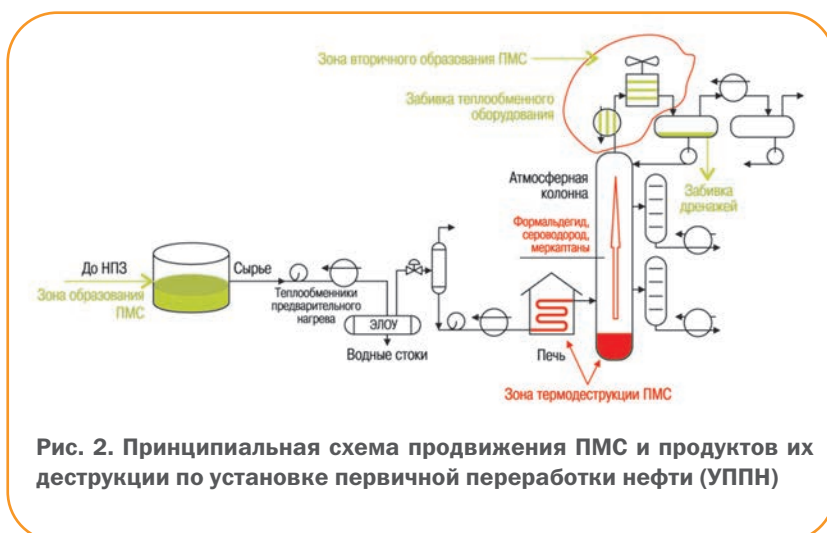 Зона вторичного образования ПМС
Забивка теплообменного
оборудования
Атмосферная
колонна
Забивка
дренажей
Формальдегид,
сероводород,
меркаптаны
До НПЗ
Сырье
Зона образования
ПМС
Теплообменники
предварительного
нагрева
ЭЛОУ
Водные стоки
Печь
Зона термодеструкции ПМС
Рис. 2. Принципиальная схема продвижения ПМС и продуктов их
деструкции по установке первичной переработки нефти (УППН)